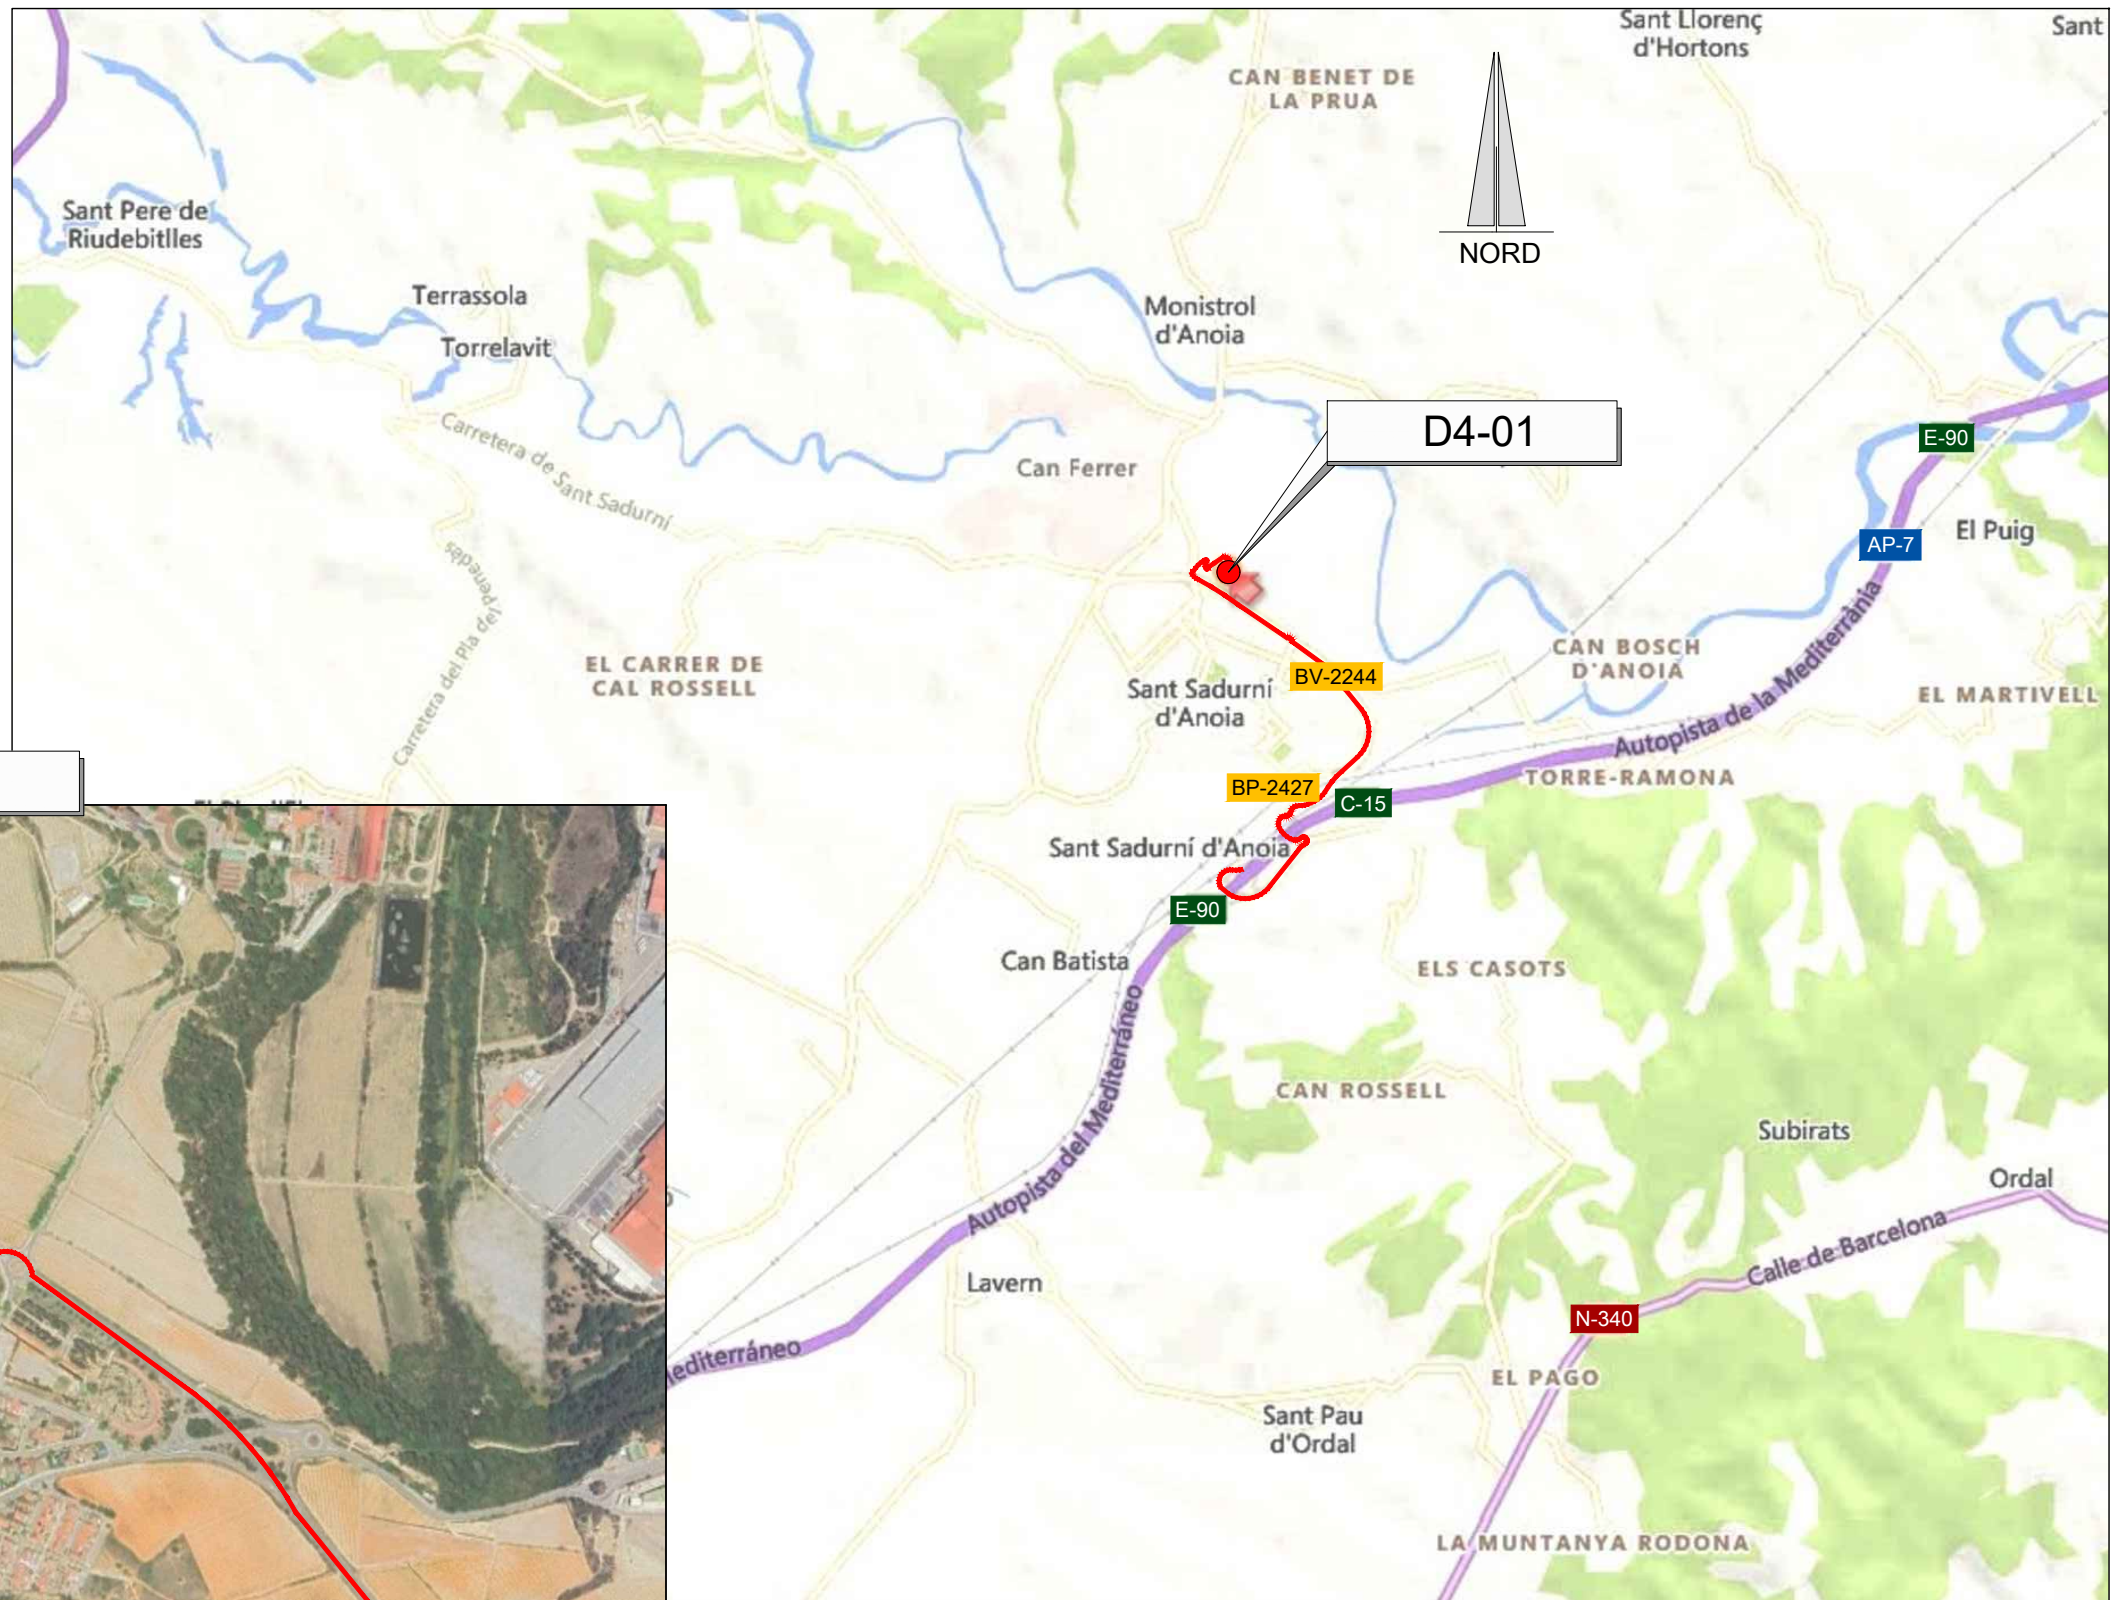 Sant Llorenç
d'Hortons
Sant
CAN BENET DE
LA PRUA
NORD
Sant Pere de
Riudebitlles
Terrassola
Torrelavit
Monistrol
d'Anoia
Carretera de Sant Sadurní
Can Ferrer
D4-01
E-90
AP-7
El Puig
Carretera del Pla del Penedès
EL CARRER DE
CAL ROSSELL
BV-2244
Sant Sadurní
d'Anoia
CAN BOSCH
D'ANOIA
EL MARTIVELL
Autopista de la Mediterrània
TORRE-RAMONA
BP-2427
C-15
Sant Sadurní d'Anoia
E-90
Can Batista
ELS CASOTS
Autopista del Mediterráneo
CAN ROSSELL
Subirats
Ordal
Calle de Barcelona
Lavern
N-340
editerráneo
EL PAGO
Sant Pau
d'Ordal
LA MUNTANYA RODONA